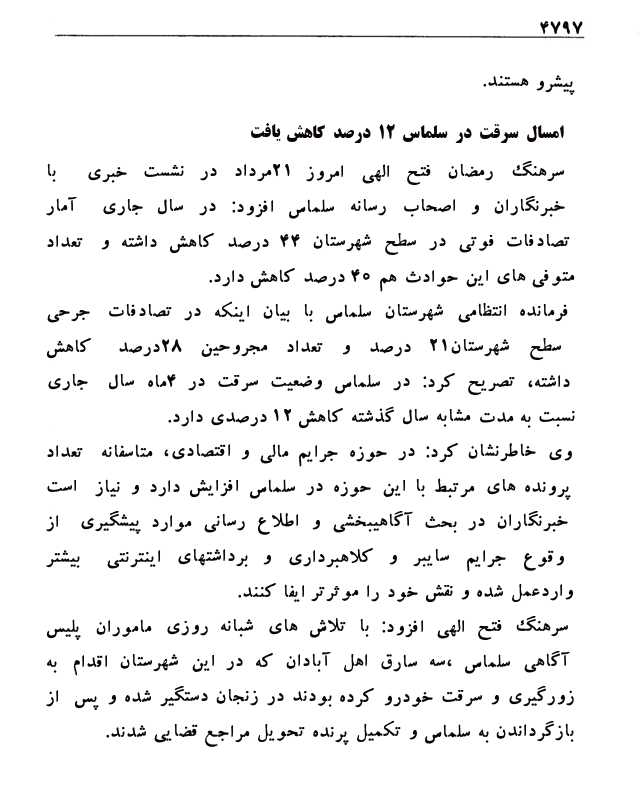 ۴۷۹۷
پیشرو هستند.
امسال سرقت در سلماس ۱۲ درصد کاهش یافت
سرهنگ رمضان فتح الهی امروز ۲۱مرداد در نشست خبری با
خبرنگاران و اصحاب رسانه سلماس افزود: در سال جاری آمار
تصادفات فوتی در سطح شهرستان ۴۴ درصد کاهش داشته و تعداد
متوفی های این حوادث هم ۴۰ درصد کاهش دارد.
فرمانده انتظامی شهرستان سلماس با بیان اینکه در تصادفات جرحی
سطح شهرستان۲۱ درصد و تعداد مجروحین ۲۸درصد کاهش
داشته، تصریح کرد: در سلماس وضعیت سرقت در ۴ماه سال جاری
نسبت به مدت مشابه سال گذشته کاهش ۱۲ درصدی دارد.
وی خاطرنشان کرد: در حوزه جرایم مالی و اقتصادی، متاسفانه تعداد
پرونده های مرتبط با این حوزه در سلماس افزایش دارد و نیاز است
خبرنگاران در بحث آگاهیبخشی و اطلاع رسانی موارد پیشگیری از
وقوع جرایم سایبر و کلاهبرداری و برداشتهای اینترنتی بیشتر
واردعمل شده و نقش خود را موثرتر ایفا کنند.
سرهنگ فتح الهی افزود: با تلاش های شبانه روزی ماموران پلیس
آگاهی سلماس ،سه سارق اهل آبادان که در این شهرستان اقدام به
زورگیری و سرقت خودرو کرده بودند در زنجان دستگیر شده و پس از
بازگرداندن به سلماس و تکمیل پرنده تحویل مراجع قضایی شدند.